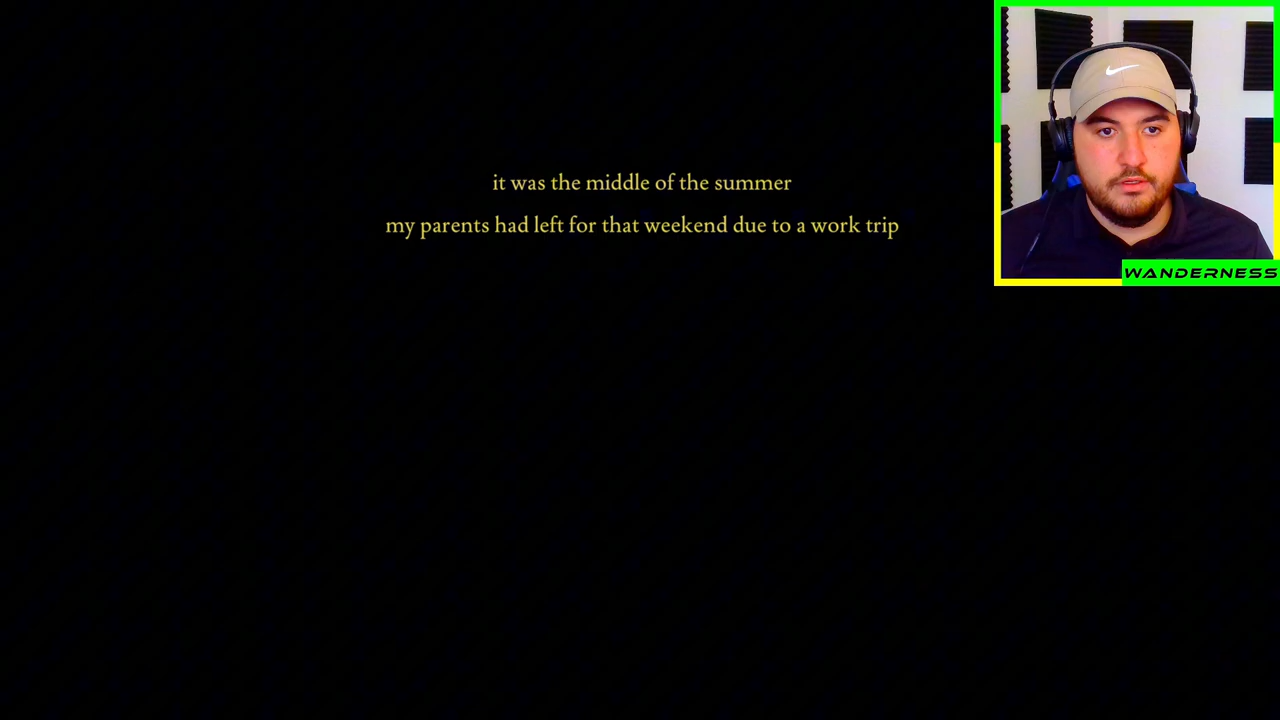 it was the middle of the summer
my parents had left for that weekend due to a work trip
WANDERNESS